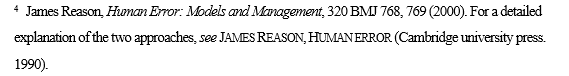 4 James Reason, Human Error: Models and Management, 320 BMJ 768, 769 (2000). For a detailed
explanation of the two approaches, see JAMES REASON, HUMAN ERROR (Cambridge university press.
1990).